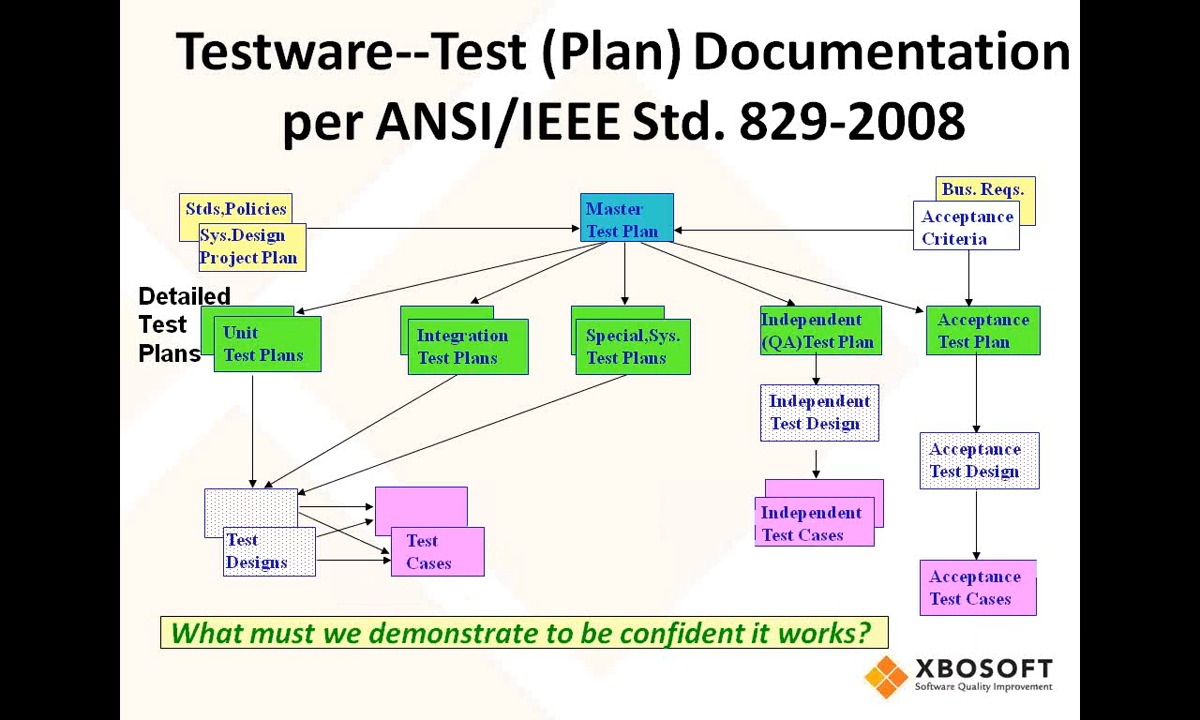 Testware--Test (Plan) Documentation
per ANSI/IEEE Std. 829-2008
Stds,Policies
Sys.Design
Project Plan
Master
Test Plan
Bus. Reqs.
Acceptance
Criteria
Detailed
Test
Plans
Unit
Test Plans
Integration
Test Plans
Special,Sys.
Test Plans
Independent
(QA)Test Plan
Acceptance
Test Plan
Independent
Test Design
Acceptance
Test Design
Independent
Test Cases
Test
Designs
Test
Cases
Acceptance
Test Cases
What must we demonstrate to be confident it works?
XBOSOFT
Software Quality Improvement